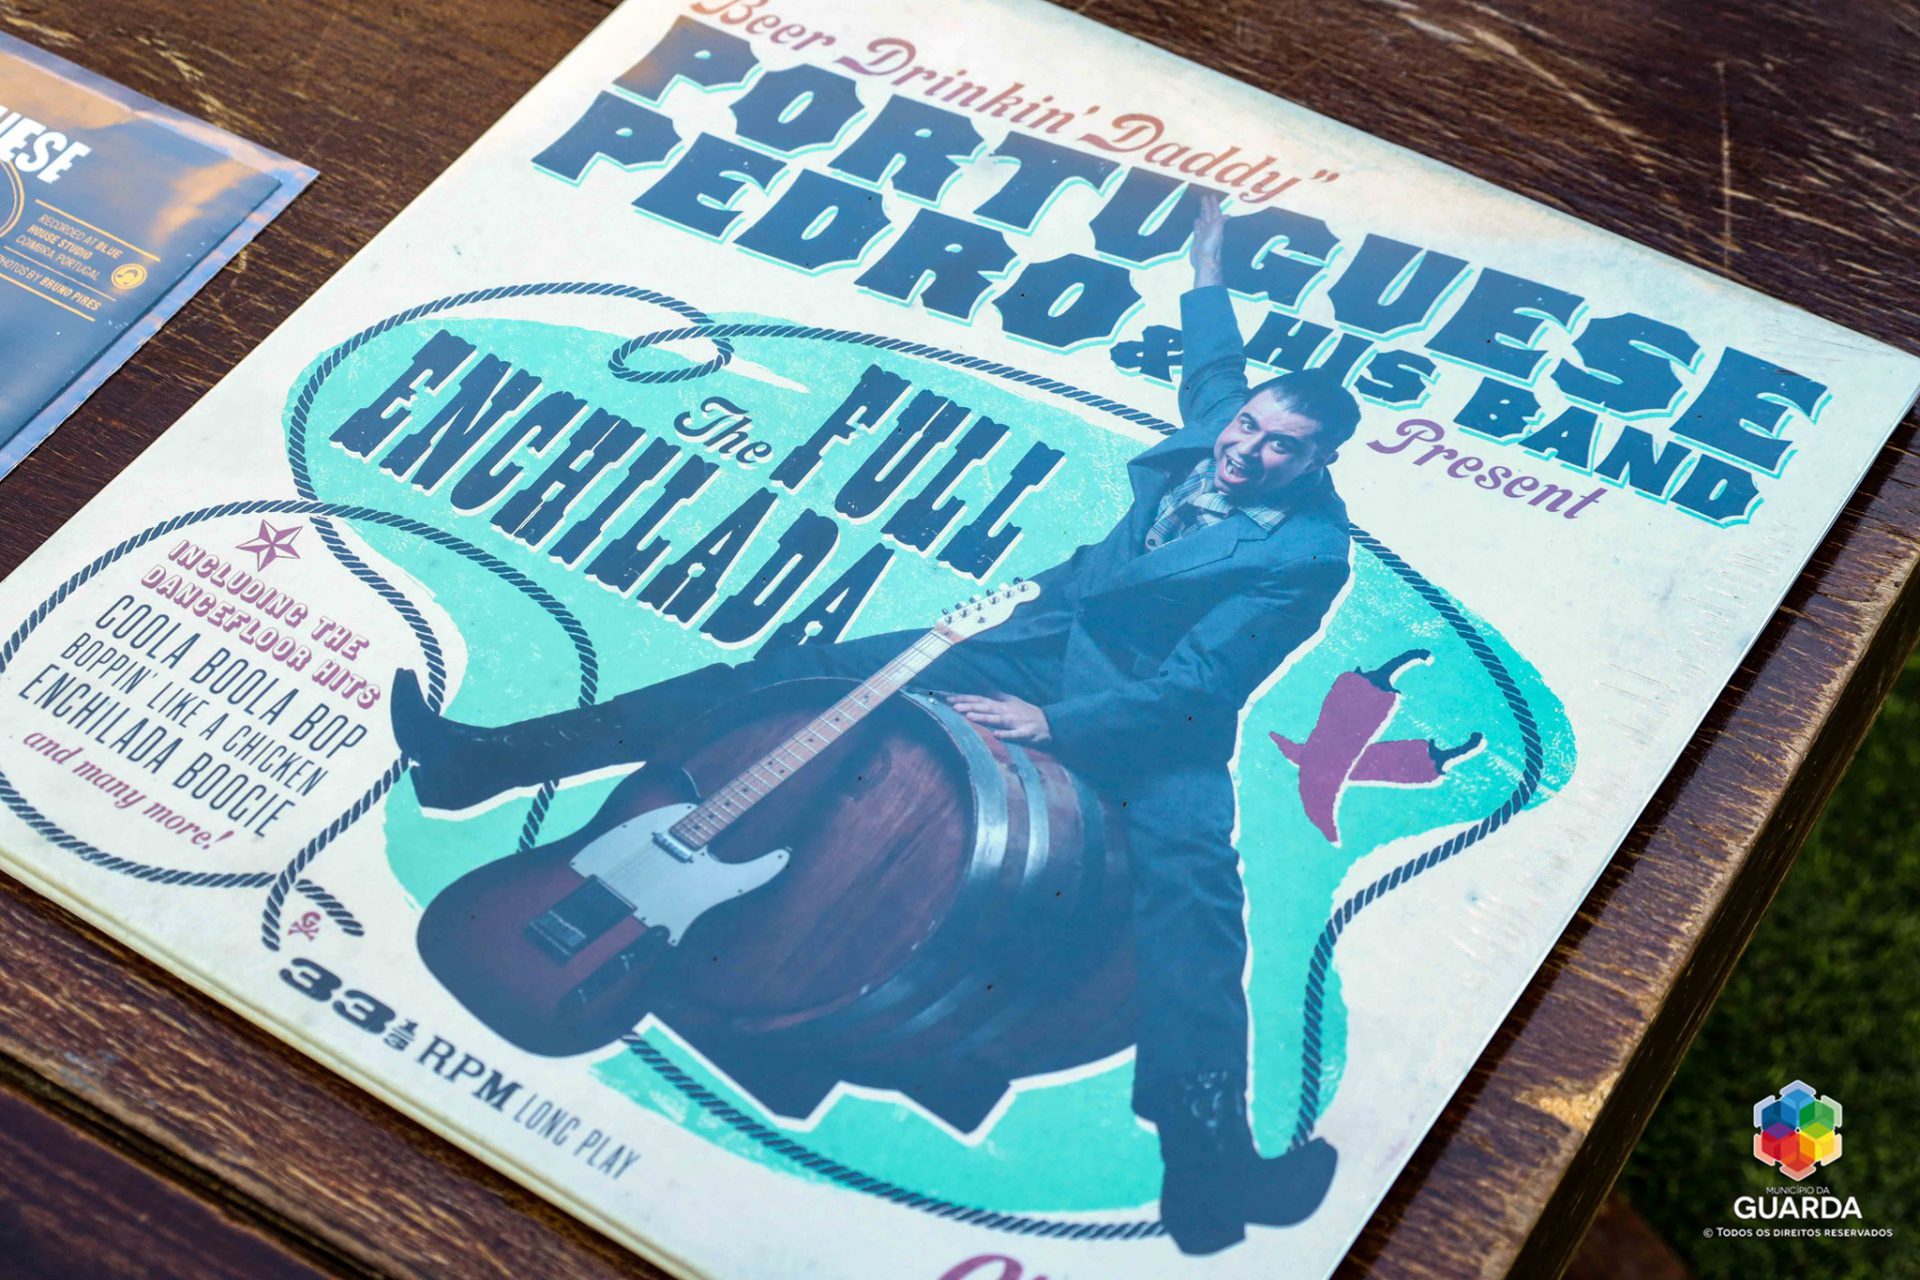 Beer-Drinkin' Daddy"
PORTUGUESE
PEDRO & HIS BAND
Present
The FULL
ENCHILADA
INCLUDING THE
DANCEFLOOR HITS
COOLA BOOLA BOP
BOPPIN' LIKE A CHICKEN
ENCHILADA BOOGIE
and many more!
G
33 1/3 RPM LONG PLAY
RECORDED AT BLUE
HOUSE STUDIO
COIMBRA, PORTUGAL
PHOTOS BY BRUNO PIRES
MUNICÍPIO DA
GUARDA
© TODOS OS DIREITOS RESERVADOS